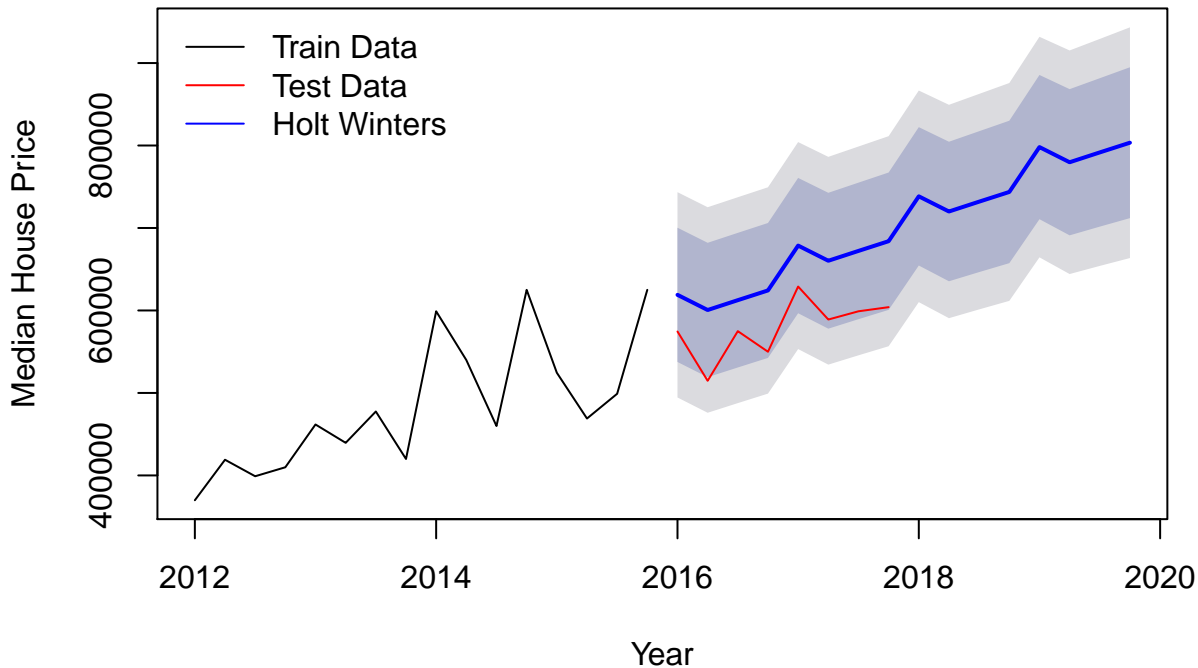 Train Data
Test Data
Holt Winters
Median House Price
800000
600000
400000
2012 2014 2016 2018 2020
Year